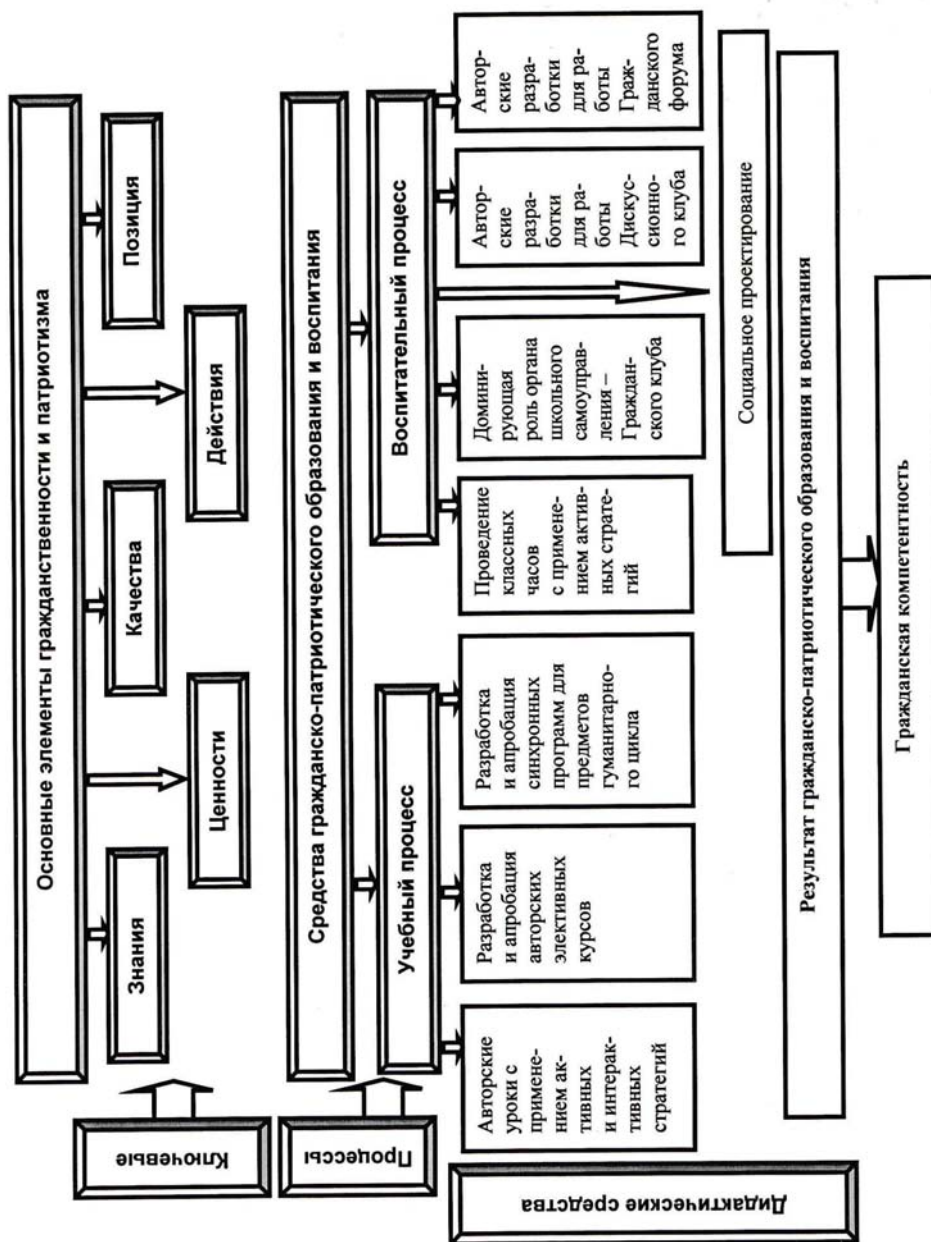 Основные элементы гражданственности и патриотизма
Ключевые
Знания
Ценности
Качества
Действия
Позиция
Средства гражданско-патриотического образования и воспитания
Процессы
Учебный процесс
Воспитательный процесс
Дидактические средства
Авторские
уроки с
примене-
нием ак-
тивных
и интерак-
тивных
стратегий
Разработка
и апробация
авторских
элективных
курсов
Разработка
и апробация
синхронных
программ для
предметов
гуманитарно-
го цикла
Проведение
классных
часов
с примене-
нием актив-
ных страте-
гий
Домини-
рующая
роль органа
школьного
самоуправ-
ления –
Граждан-
ского клуба
Автор-
ские
разра-
ботки
для ра-
боты
Дискус-
сионно-
го клуба
Автор-
ские
разра-
ботки
для ра-
боты
Граж-
данского
форума
Социальное проектирование
Результат гражданско-патриотического образования и воспитания
Гражданская компетентность